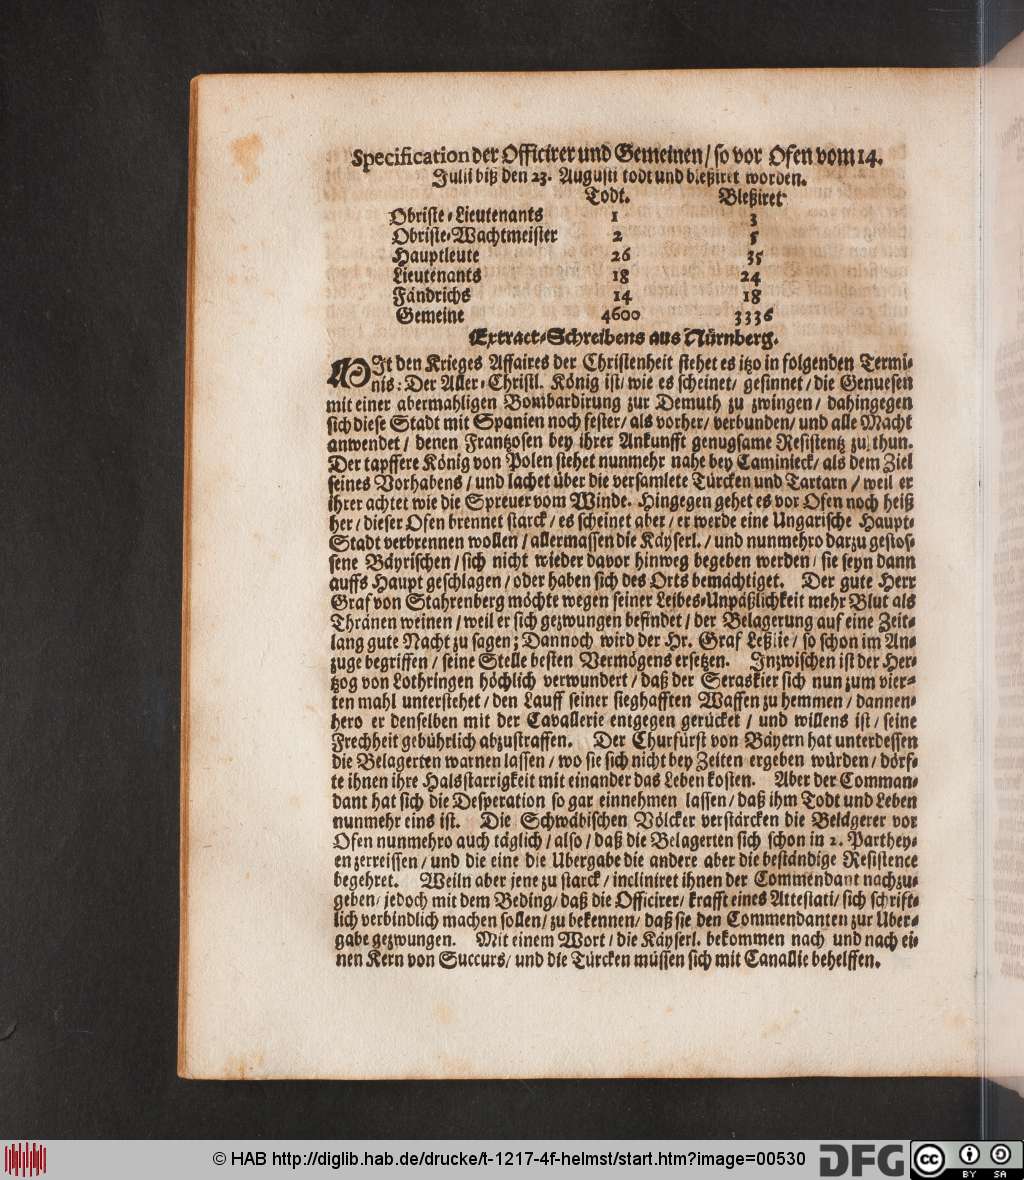 Specification der Officirer und Gemeinen/ so vor Ofen vom 14.
Julii biß den 23. Augusti todt und bleßiret worden.
Todt. Bleßiret
Obriste-Lieutenants 1 3
Obriste-Wachtmeister 2 5
Hauptleute 26 35
Lieutenants 18 24
Fändrichs 14 18
Gemeine 4600 3336
Extract-Schreibens aus Nürnberg.
MIt den Krieges Affaires der Christenheit stehet es itzo in folgenden Termi-
nis: Der Aller-Christl. König ist/ wie es scheinet/ gesinnet/ die Genuesen
mit einer abermahligen Bombardirung zur Demuth zu zwingen/ dahingegen
sich diese Stadt mit Spanien noch fester/ als vorher/ verbunden/ und alle Macht
anwendet/ denen Frantzosen bey ihrer Ankunfft genugsame Resistentz zu thun.
Der tapffere König von Polen stehet nunmehr nahe bey Caminieck/ als dem Ziel
seines Vorhabens/ und lachet über die versamlete Türcken und Tartarn/ weil er
ihrer achtet wie die Spreuer vom Winde. Hingegen gehet es vor Ofen noch heiß
her/ dieser Ofen brennet starck/ es scheinet aber/ er werde eine Ungarische Haupt-
Stadt verbrennen wollen/ allermassen die Käyserl./ und nunmehro darzu gestos-
sene Bäyrischen/ sich nicht wieder davor hinweg begeben werden/ sie seyn dann
auffs Haupt geschlagen/ oder haben sich des Orts bemächtiget. Der gute Herr
Graf von Stahrenberg möchte wegen seiner Leibes-Unpäßlichkeit mehr Blut als
Thränen weinen/ weil er sich gezwungen befindet/ der Belagerung auf eine Zeit-
lang gute Nacht zu sagen; Dannoch wird der Hr. Graf Leßlie/ so schon im An-
zuge begriffen/ seine Stelle besten Vermögens ersetzen. Inzwischen ist der Her-
tzog von Lothringen höchlich verwundert/ daß der Seraskier sich nun zum vier-
ten mahl unterstehet/ den Lauff seiner sieghafften Waffen zu hemmen/ dannen-
hero er denselben mit der Cavallerie entgegen gerücket/ und willens ist/ seine
Frechheit gebührlich abzustraffen. Der Churfürst von Bäyern hat unterdessen
die Belagerten warnen lassen/ wo sie sich nicht bey Zeiten ergeben würden/ dörf-
te ihnen ihre Halsstarrigkeit mit einander das Leben kosten. Aber der Comman-
dant hat sich die Desperation so gar einnehmen lassen/ daß ihm Todt und Leben
nunmehr eins ist. Die Schwäbischen Völcker verstärcken die Belägerer vor
Ofen nunmehro auch täglich/ also/ daß die Belagerten sich schon in 2. Parthey-
en zerreissen/ und die eine die Ubergabe die andere aber die beständige Resistence
begehret. Weiln aber jene zu starck/ incliniret ihnen der Commendant nachzu-
geben/ jedoch mit dem Beding/ daß die Officirer/ krafft eines Attestati/ sich schrift-
lich verbindlich machen sollen/ zu bekennen/ daß sie den Commendanten zur Uber-
gabe gezwungen. Mit einem Wort/ die Käyserl. bekommen nach und nach ei-
nen Kern von Succurs/ und die Türcken müssen sich mit Canallie behelffen.
© HAB http://diglib.hab.de/drucke/t-1217-4f-helmst/start.htm?image=00530
DFG
cc BY SA